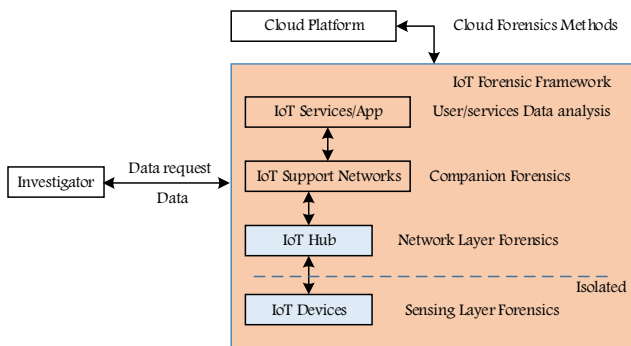 Cloud Platform
Cloud Forensics Methods
IoT Forensic Framework
IoT Services/App
User/services Data analysis
Data request
Investigator
Data
IoT Support Networks
Companion Forensics
IoT Hub
Network Layer Forensics
Isolated
IoT Devices
Sensing Layer Forensics